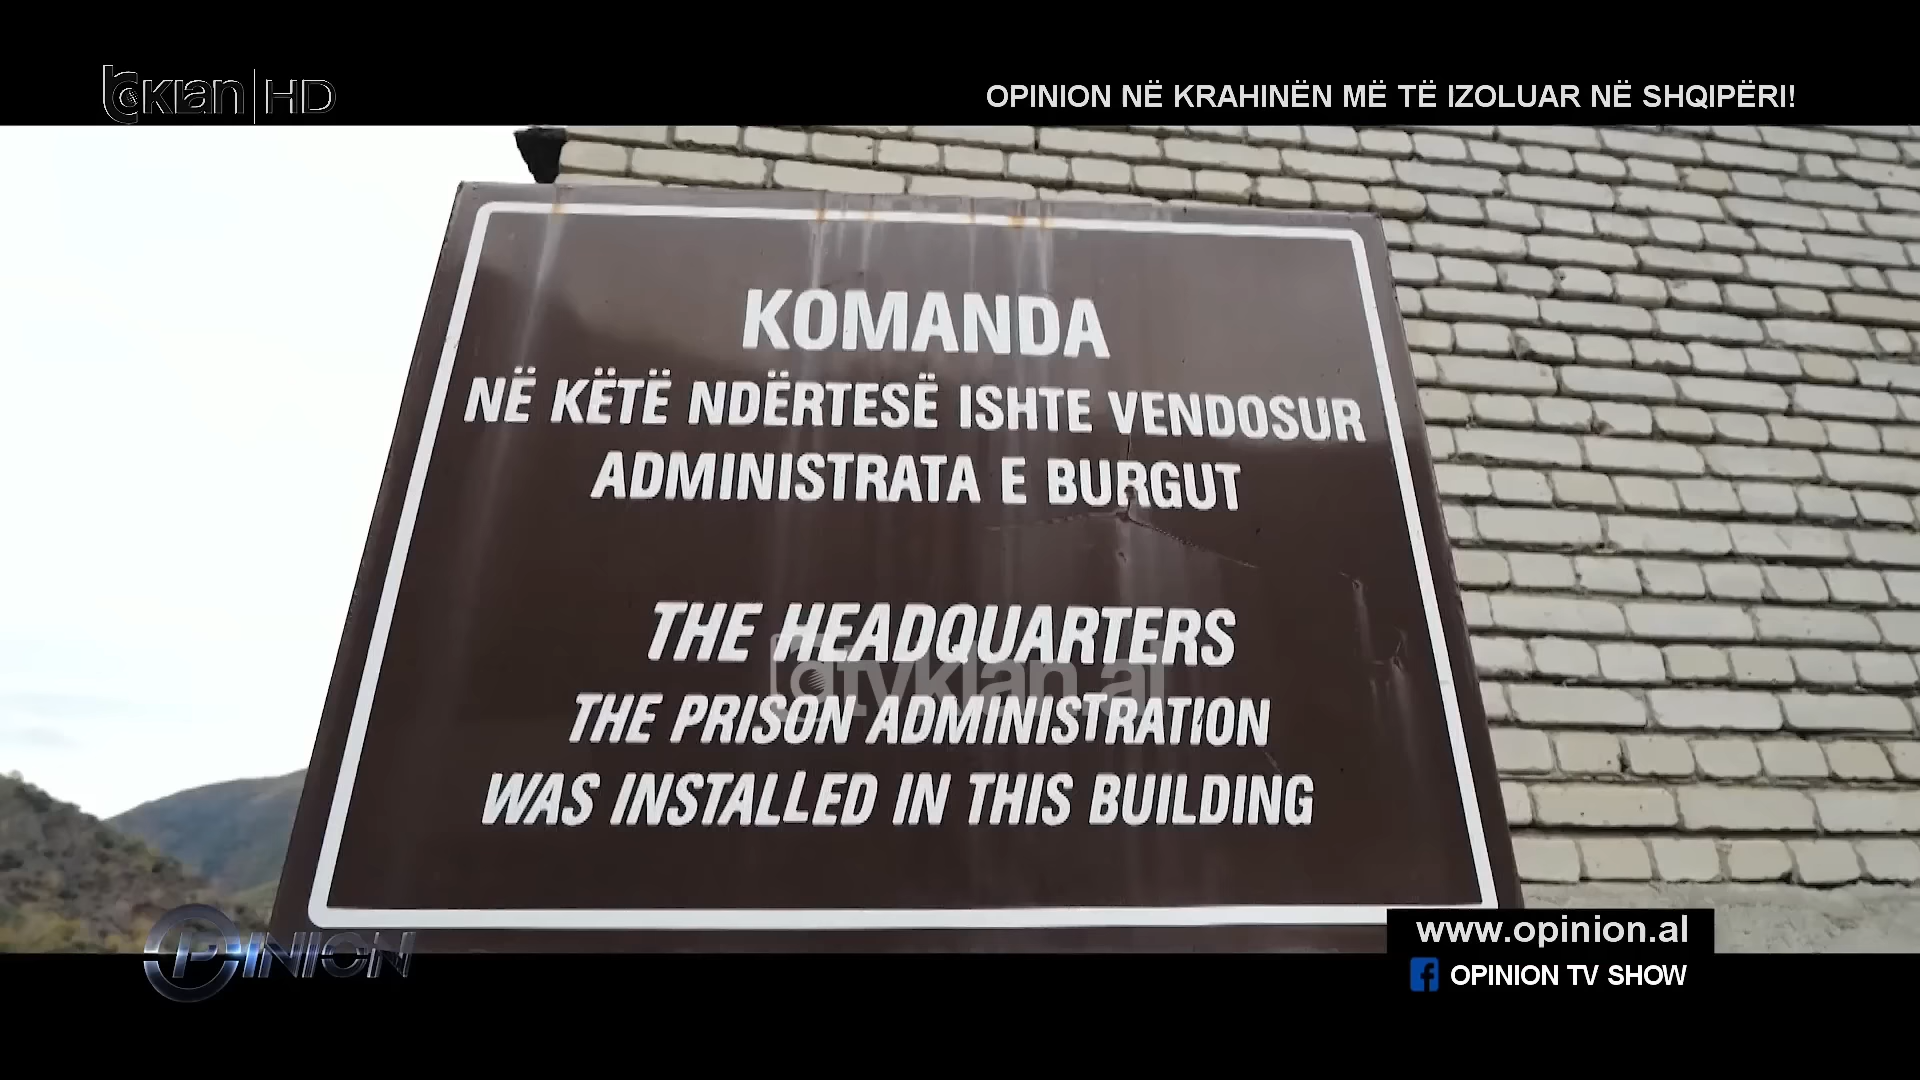 tvklan HD
OPINION NË KRAHINËN MË TË IZOLUAR NË SHQIPËRI!
KOMANDA
NË KËTË NDËRTESË ISHTE VENDOSUR
ADMINISTRATA E BURGUT
THE HEADQUARTERS
tvklan.al
THE PRISON ADMINISTRATION
WAS INSTALLED IN THIS BUILDING
OPINION
www.opinion.al
OPINION TV SHOW